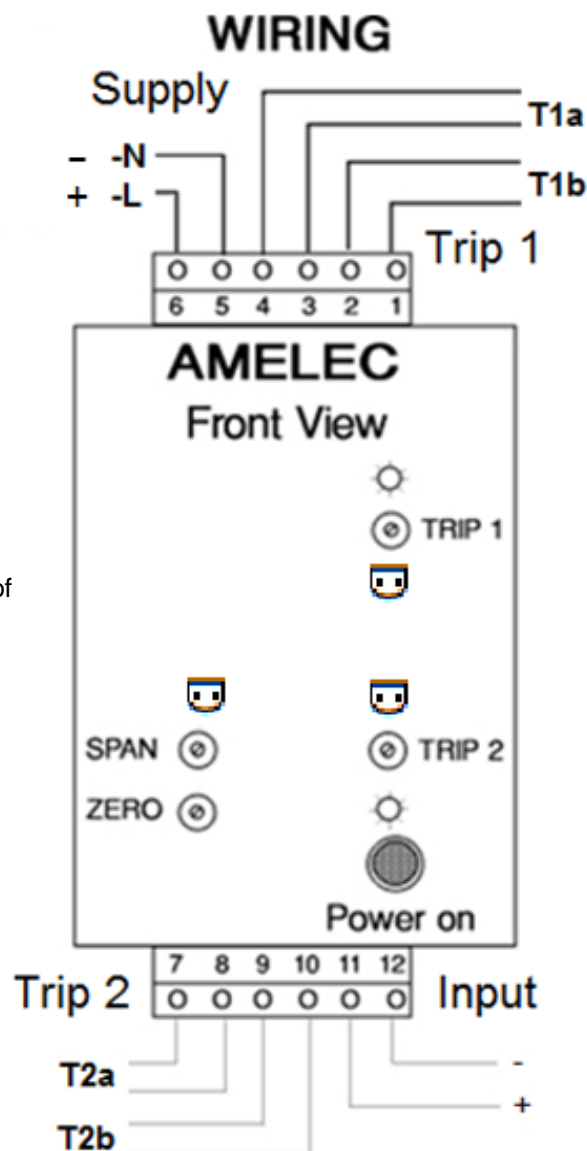 WIRING
Supply
T1a
- -N
+ -L
T1b
Trip 1
6 5 4 3 2 1
AMELEC
Front View
TRIP 1
of
SPAN
TRIP 2
ZERO
Power on
7 8 9 10 11 12
Trip 2
Input
-
T2a
+
T2b